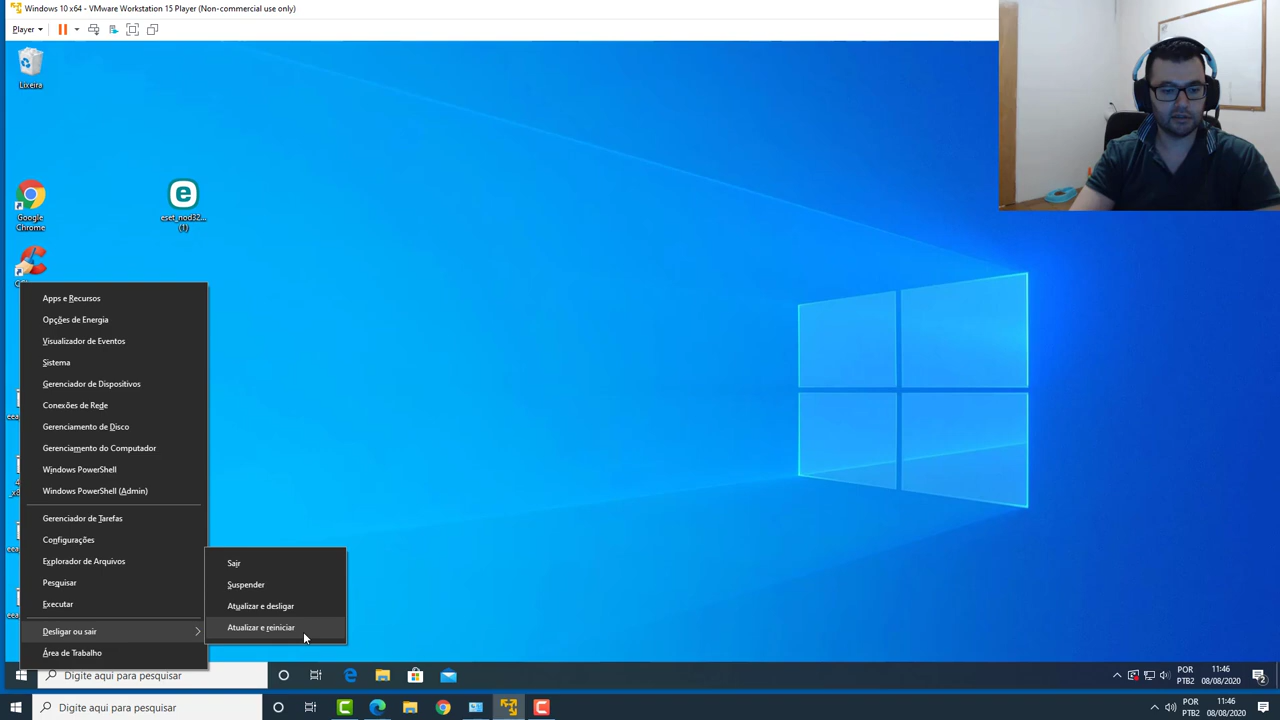 Windows 10 x64 - VMware Workstation 15 Player (Non-commercial use only)
Player
Lixeira
Google
Chrome
eset_nod32...
(1)
Apps e Recursos
Opções de Energia
Visualizador de Eventos
Sistema
Gerenciador de Dispositivos
Conexões de Rede
Gerenciamento de Disco
Gerenciamento do Computador
Windows PowerShell
Windows PowerShell (Admin)
Gerenciador de Tarefas
Configurações
Explorador de Arquivos
Pesquisar
Executar
Desligar ou sair
Área de Trabalho
Sair
Suspender
Atualizar e desligar
Atualizar e reiniciar
Digite aqui para pesquisar
POR
PTB2
11:46
08/08/2020
2
Digite aqui para pesquisar
POR
PTB2
11:46
08/08/2020